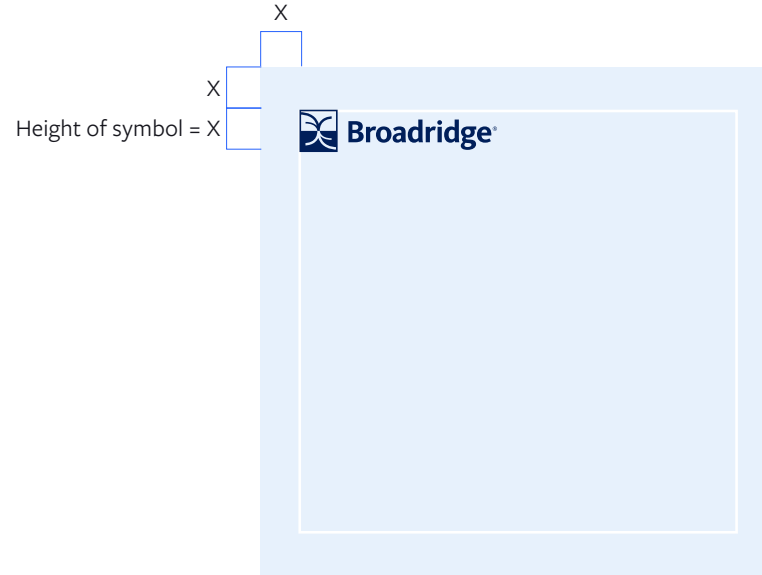 X
X
Height of symbol = X
Broadridge®